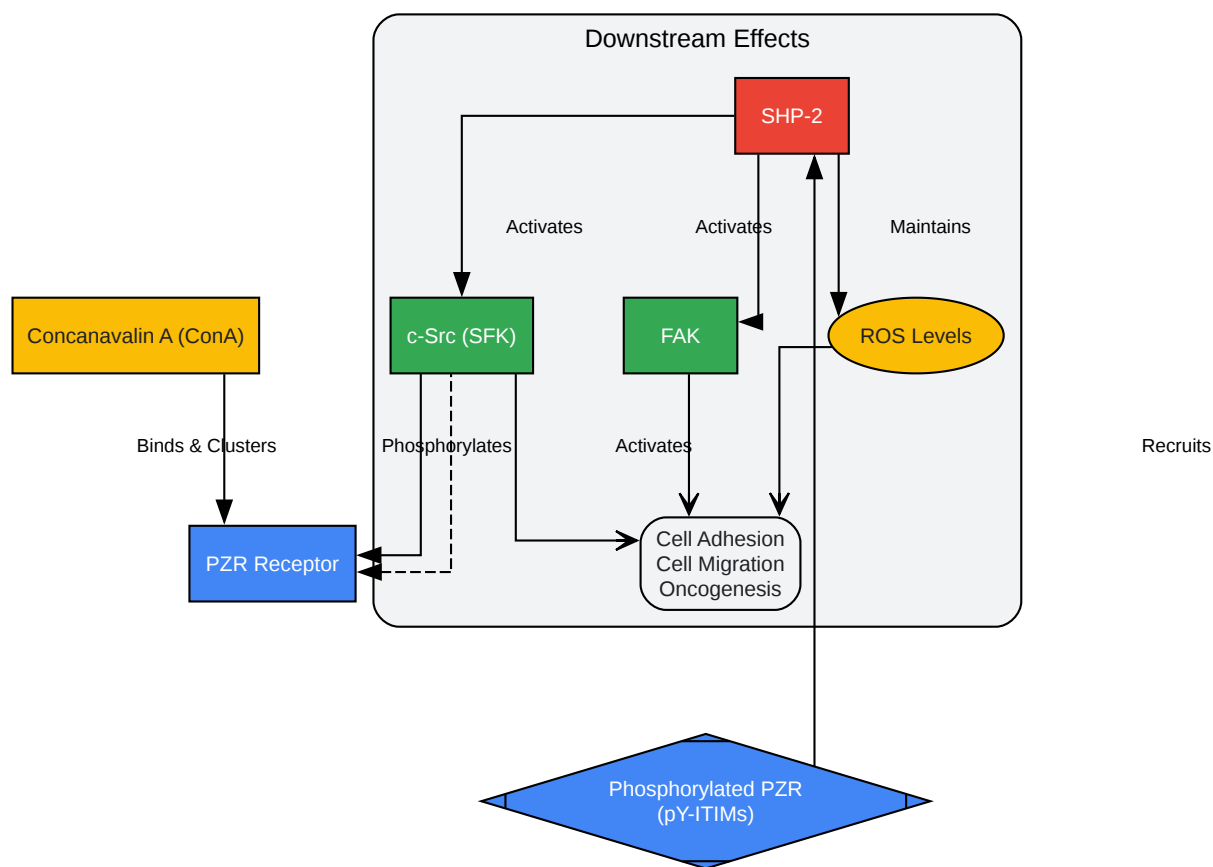 Downstream Effects
SHP-2
Activates
Activates
Maintains
Concanavalin A (ConA)
c-Src (SFK)
FAK
ROS Levels
Binds & Clusters
Phosphorylates
Activates
Recruits
PZR Receptor
Cell Adhesion
Cell Migration
Oncogenesis
Phosphorylated PZR
(pY-ITIMs)